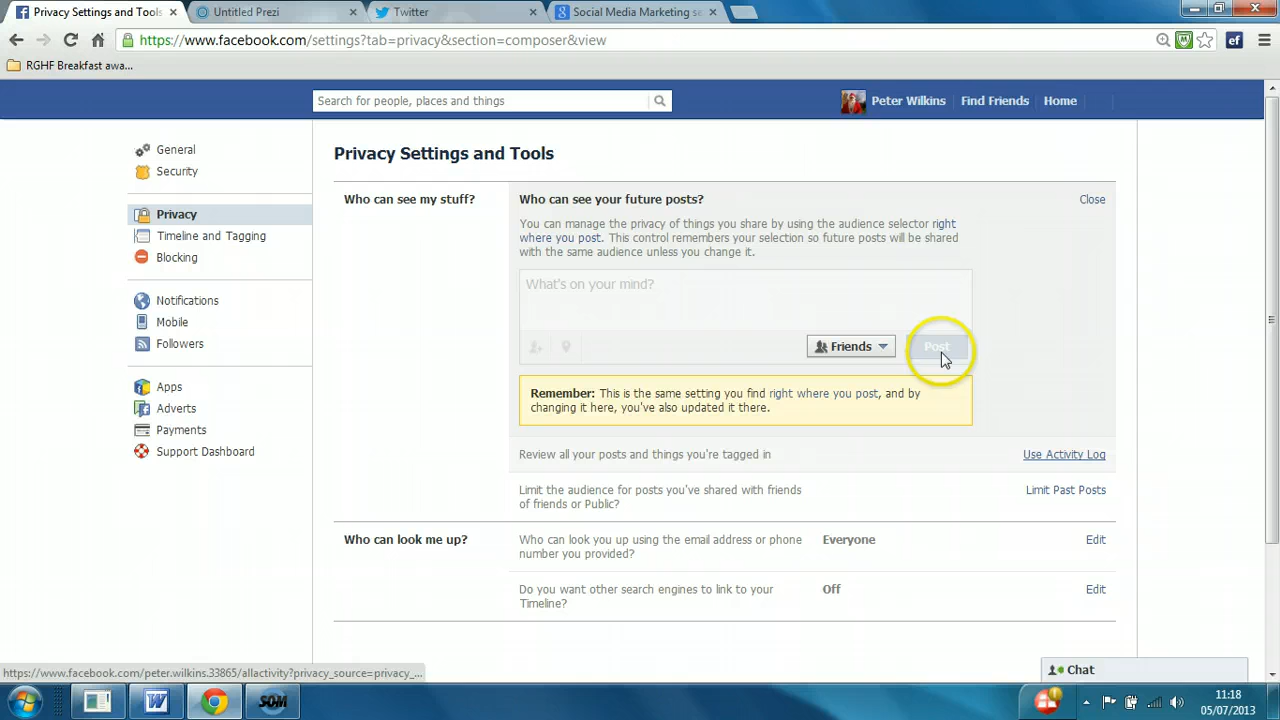 Privacy Settings and Tools
Untitled Prezi
Twitter
Social Media Marketing se
https://www.facebook.com/settings?tab=privacy&section=composer&view
ef
RGHF Breakfast awa...
Search for people, places and things
Peter Wilkins
Find Friends
Home
General
Security
Privacy
Timeline and Tagging
Blocking
Notifications
Mobile
Followers
Apps
Adverts
Payments
Support Dashboard
Privacy Settings and Tools
Who can see my stuff?
Who can see your future posts?
Close
You can manage the privacy of things you share by using the audience selector right
where you post. This control remembers your selection so future posts will be shared
with the same audience unless you change it.
What's on your mind?
Friends
Post
Remember: This is the same setting you find right where you post, and by
changing it here, you've also updated it there.
Review all your posts and things you're tagged in
Use Activity Log
Limit the audience for posts you've shared with friends
of friends or Public?
Limit Past Posts
Who can look me up?
Who can look you up using the email address or phone
number you provided?
Everyone
Edit
Do you want other search engines to link to your
Timeline?
Off
Edit
https://www.facebook.com/peter.wilkins.33865/allactivity?privacy_source=privacy_...
Chat
SOM
11:18
05/07/2013